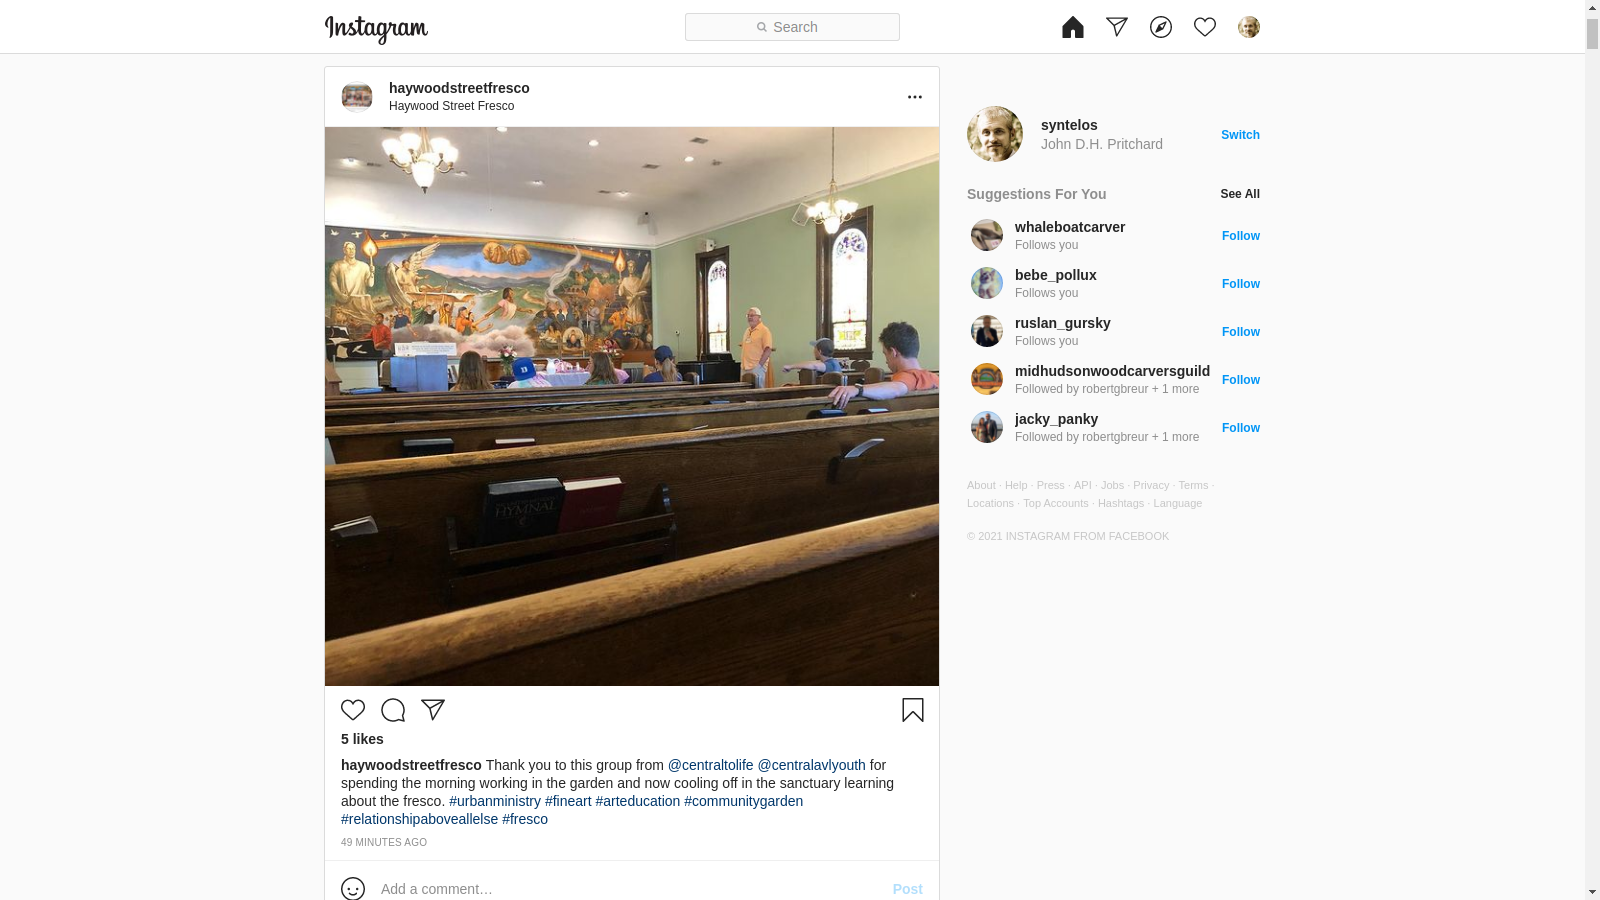 Instagram
Search
haywoodstreetfresco
Haywood Street Fresco
HYMNAL
5 likes
haywoodstreetfresco Thank you to this group from @centraltolife @centralavlyouth for
spending the morning working in the garden and now cooling off in the sanctuary learning
about the fresco. #urbanministry #fineart #arteducation #communitygarden
#relationshipaboveallelse #fresco
49 MINUTES AGO
Add a comment…
Post
syntelos
John D.H. Pritchard
Switch
Suggestions For You
See All
whaleboatcarver
Follows you
Follow
bebe_pollux
Follows you
Follow
ruslan_gursky
Follows you
Follow
midhudsonwoodcarversguild
Followed by robertgbreur + 1 more
Follow
jacky_panky
Followed by robertgbreur + 1 more
Follow
About · Help · Press · API · Jobs · Privacy · Terms ·
Locations · Top Accounts · Hashtags · Language
© 2021 INSTAGRAM FROM FACEBOOK